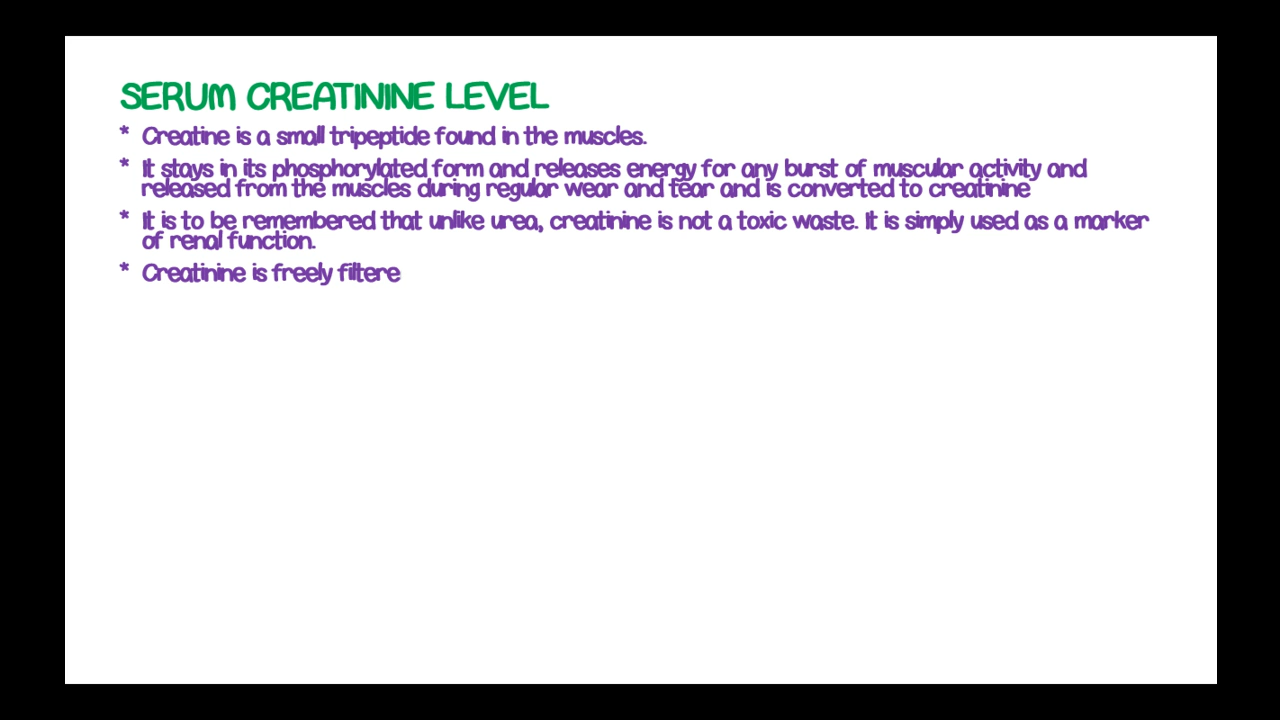 SERUM CREATININE LEVEL
* Creatine is a small tripeptide found in the muscles.
* It stays in its phosphorylated form and releases energy for any burst of muscular activity and
released from the muscles during regular wear and tear and is converted to creatinine
* It is to be remembered that unlike urea, creatinine is not a toxic waste. It is simply used as a marker
of renal function.
* Creatinine is freely filtere